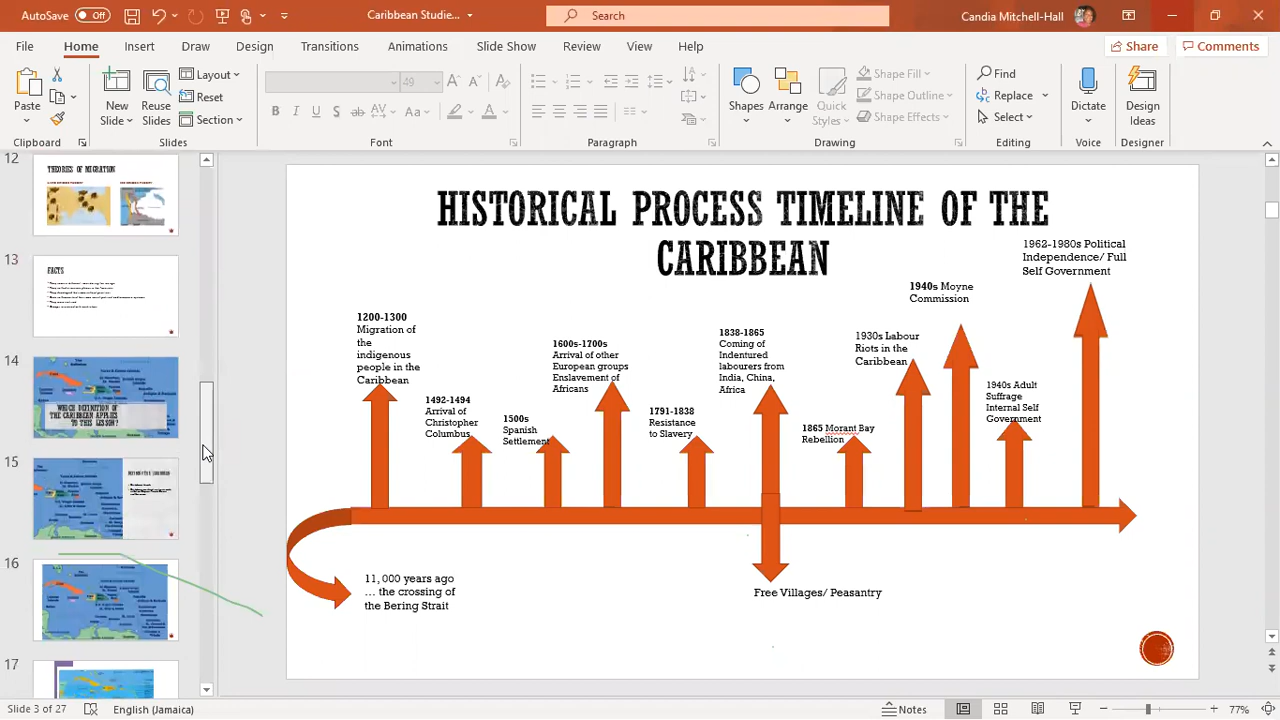 AutoSave Off Caribbean Studie... Search Candia Mitchell-Hall
File Home Insert Draw Design Transitions Animations Slide Show Review View Help Share Comments
Paste
New
Slide
Reuse
Slides
Layout
Reset
Section
49
B I U S ab AV Aa A
Shapes
Arrange
Quick
Styles
Shape Fill
Shape Outline
Shape Effects
Find
Replace
Select
Dictate
Design
Ideas
Clipboard Slides Font Paragraph Drawing Editing Voice Designer
12
THEORIES OF MIGRATION
13
FACTS
14
WHICH DEFINITION OF
THE CARIBBEAN APPLIES
TO THIS LESSON?
15
16
17
HISTORICAL PROCESS TIMELINE OF THE
CARIBBEAN
1200-1300
Migration of
the
indigenous
people in the
Caribbean
1492-1494
Arrival of
Christopher
Columbus
1500s
Spanish
Settlement
1600s-1700s
Arrival of other
European groups
Enslavement of
Africans
1791-1838
Resistance
to Slavery
1838-1865
Coming of
Indentured
labourers from
India, China,
Africa
1865 Morant Bay
Rebellion
1930s Labour
Riots in the
Caribbean
1940s Moyne
Commission
1940s Adult
Suffrage
Internal Self
Government
1962-1980s Political
Independence/ Full
Self Government
11, 000 years ago
... the crossing of
the Bering Strait
Free Villages/ Peasantry
Slide 3 of 27 English (Jamaica) Notes 77%